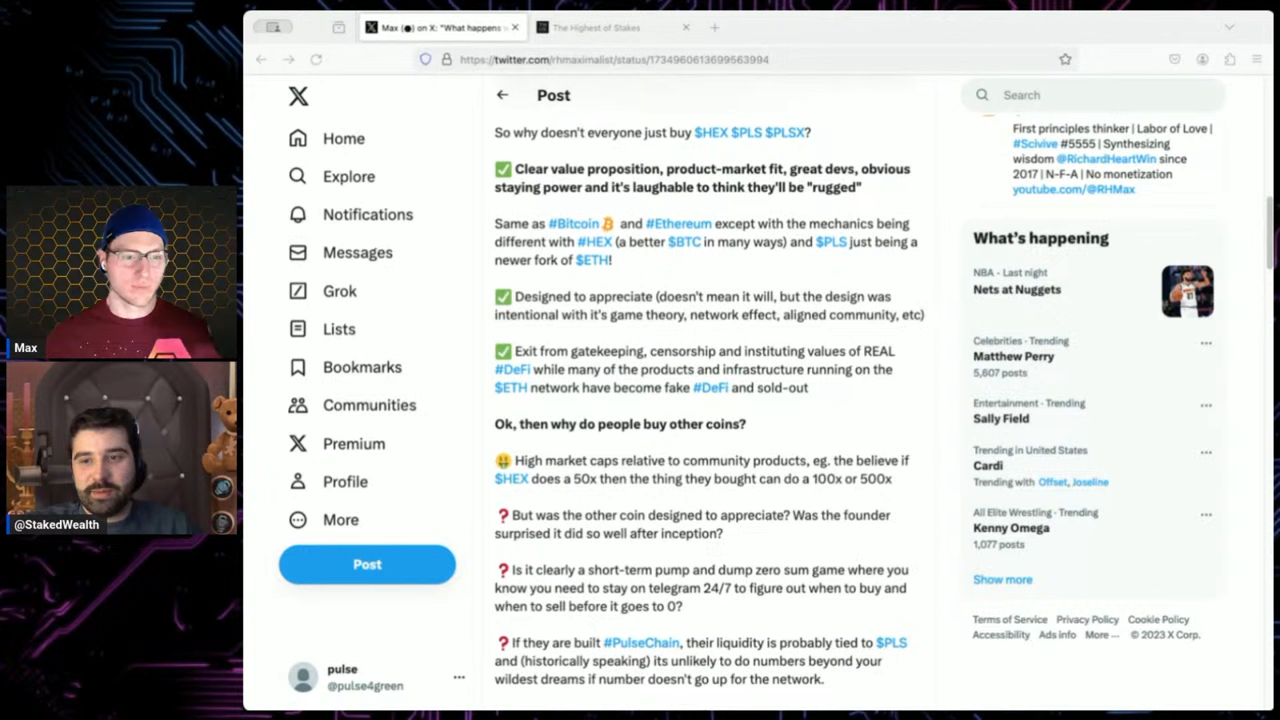 Max (●) on X: "What happens
The Highest of Stakes
https://twitter.com/rhmaximalist/status/1734960613699563994
Home
Explore
Notifications
Messages
Grok
Lists
Bookmarks
Communities
Premium
Profile
More
Post
pulse
@pulse4green
Post
So why doesn't everyone just buy $HEX $PLS $PLSX?
✅ Clear value proposition, product-market fit, great devs, obvious
staying power and it's laughable to think they'll be "rugged"
Same as #Bitcoin and #Ethereum except with the mechanics being
different with #HEX (a better $BTC in many ways) and $PLS just being a
newer fork of $ETH!
✅ Designed to appreciate (doesn't mean it will, but the design was
intentional with it's game theory, network effect, aligned community, etc)
✅ Exit from gatekeeping, censorship and instituting values of REAL
#DeFi while many of the products and infrastructure running on the
$ETH network have become fake #DeFi and sold-out
Ok, then why do people buy other coins?
🤑 High market caps relative to community products, eg. the believe if
$HEX does a 50x then the thing they bought can do a 100x or 500x
❓ But was the other coin designed to appreciate? Was the founder
surprised it did so well after inception?
❓ Is it clearly a short-term pump and dump zero sum game where you
know you need to stay on telegram 24/7 to figure out when to buy and
when to sell before it goes to 0?
❓ If they are built #PulseChain, their liquidity is probably tied to $PLS
and (historically speaking) its unlikely to do numbers beyond your
wildest dreams if number doesn't go up for the network.
Search
First principles thinker | Labor of Love |
#Scivive #5555 | Synthesizing
wisdom @RichardHeartWin since
2017 | N-F-A | No monetization
youtube.com/@RHMax
What's happening
NBA · Last night
Nets at Nuggets
Celebrities · Trending
Matthew Perry
5,607 posts
Entertainment · Trending
Sally Field
Trending in United States
Cardi
Trending with Offset, Joseline
All Elite Wrestling · Trending
Kenny Omega
1,077 posts
Show more
Terms of Service Privacy Policy Cookie Policy
Accessibility Ads info More ··· © 2023 X Corp.
Max
@StakedWealth